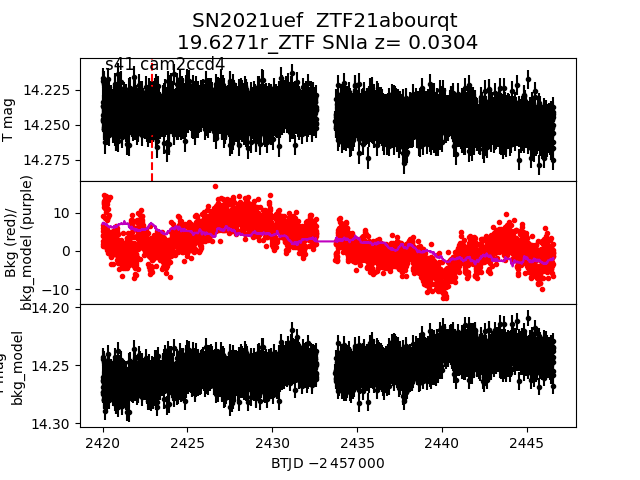 SN2021uef ZTF21abourqt
19.6271r_ZTF SNIa z= 0.0304
s41 cam2ccd4
T mag
14.225
14.250
14.275
Bkg (red)/
bkg_model (purple)
10
0
−10
bkg_model
14.20
14.25
14.30
2420 2425 2430 2435 2440 2445
BTJD −2 457 000